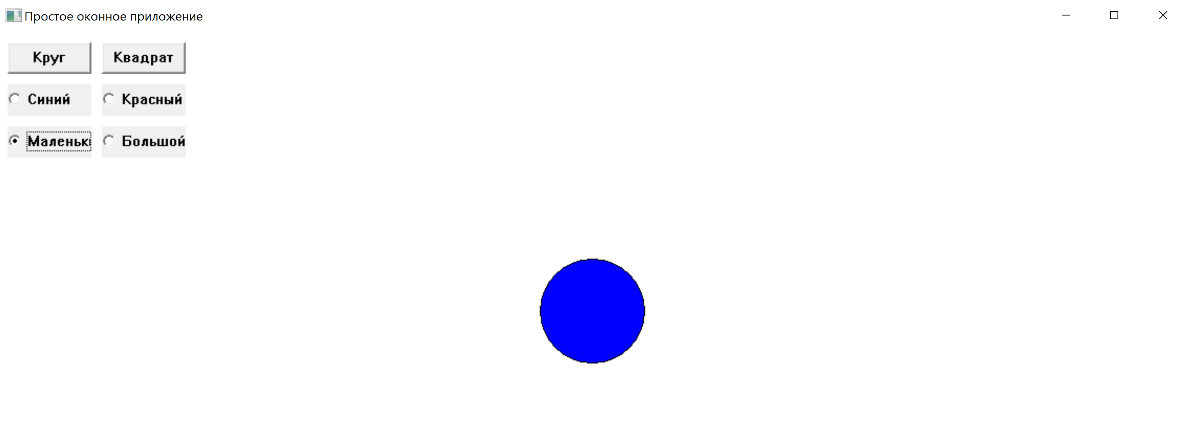 Простое оконное приложение
Круг Квадрат
Синий Красный
Маленьк Большой